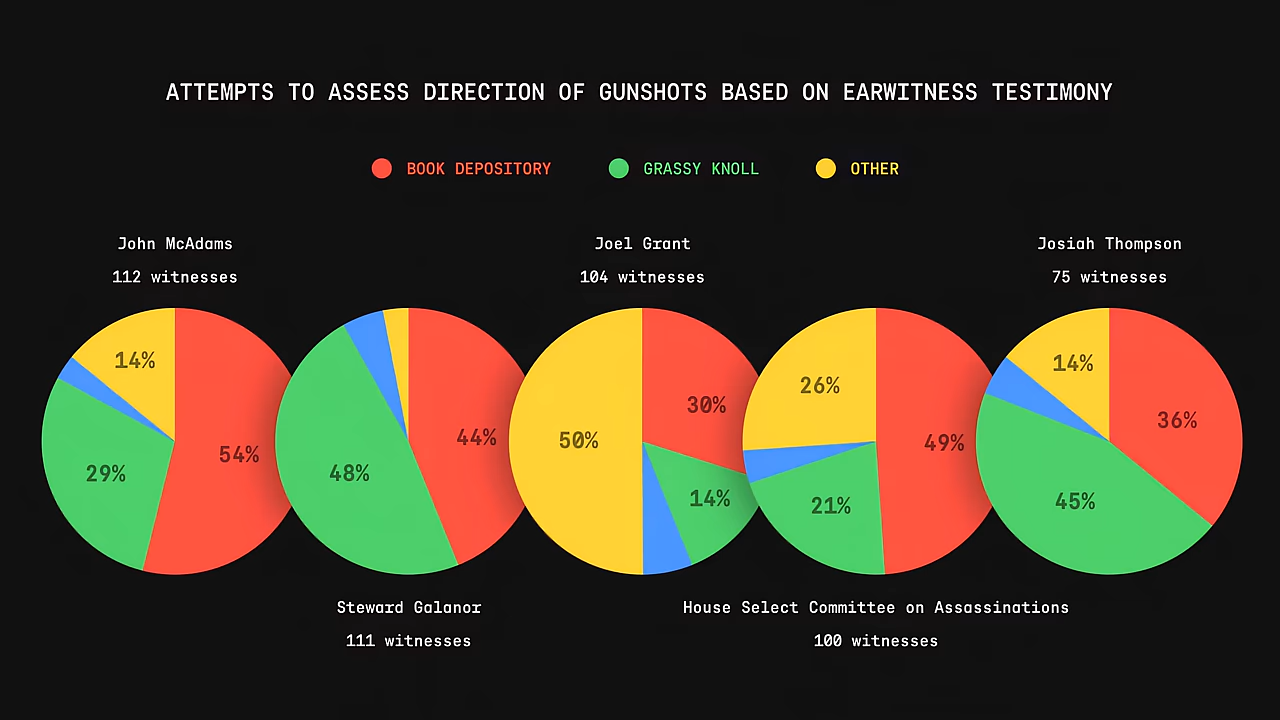 ATTEMPTS TO ASSESS DIRECTION OF GUNSHOTS BASED ON EARWITNESS TESTIMONY
BOOK DEPOSITORY
GRASSY KNOLL
OTHER
John McAdams
112 witnesses
Joel Grant
104 witnesses
Josiah Thompson
75 witnesses
14%
29%
54%
48%
44%
50%
30%
14%
26%
21%
49%
14%
36%
45%
Steward Galanor
111 witnesses
House Select Committee on Assassinations
100 witnesses